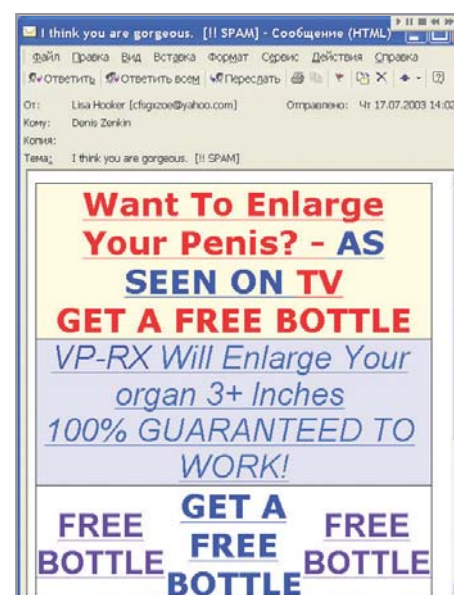 I think you are gorgeous. [!! SPAM] - Сообщение (HTML)
Файл Правка Вид Вставка Формат Сервис Действия Справка
Ответить Ответить всем Переслать
От: Lisa Hooker [cfsgxzoe@yahoo.com] Отправлено: Чт 17.07.2003 14:02
Кому: Denis Zenkin
Копия:
Тема: I think you are gorgeous. [!! SPAM]
Want To Enlarge
Your Penis? - AS
SEEN ON TV
GET A FREE BOTTLE
VP-RX Will Enlarge Your
organ 3+ Inches
100% GUARANTEED TO
WORK!
FREE BOTTLE
GET A FREE BOTTLE
FREE BOTTLE